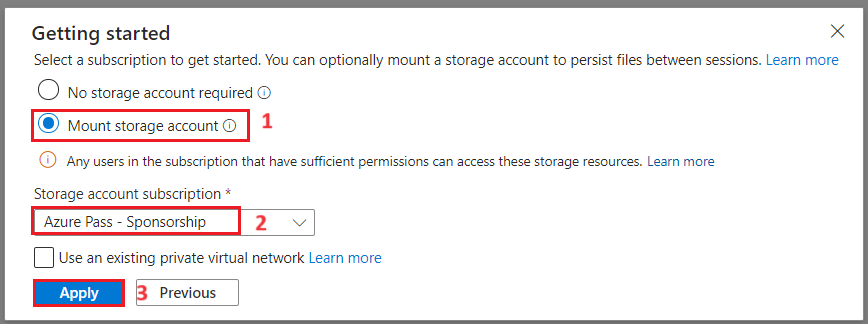 Getting started
Select a subscription to get started. You can optionally mount a storage account to persist files between sessions. Learn more
No storage account required
Mount storage account 1
Any users in the subscription that have sufficient permissions can access these storage resources. Learn more
Storage account subscription *
Azure Pass - Sponsorship 2
Use an existing private virtual network Learn more
Apply 3 Previous